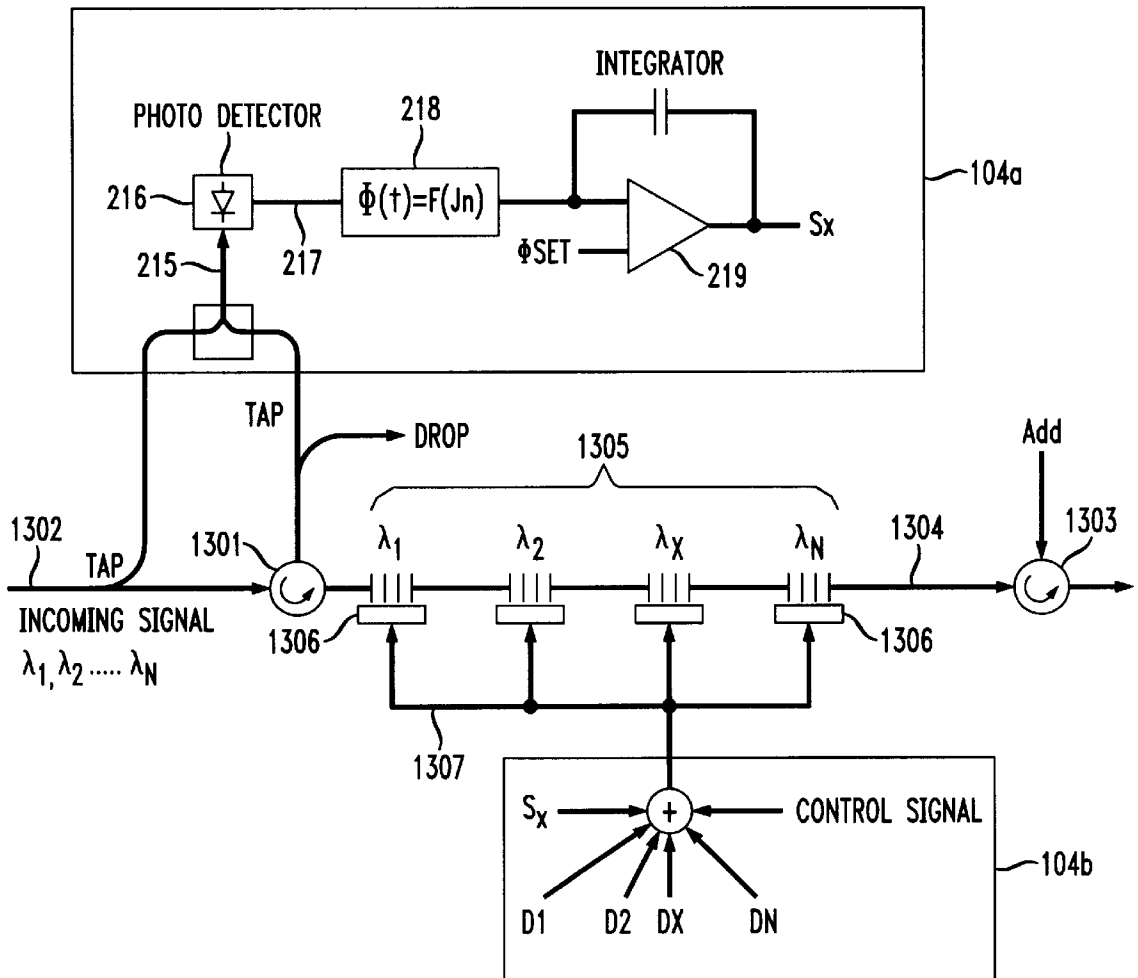 INTEGRATOR
PHOTO DETECTOR
218
104a
216
Φ(t)=F(Jn)
217
Sx
ΦSET
219
215
TAP
DROP
1305
Add
1302
1301
λ1
λ2
λX
λN
1304
1303
TAP
INCOMING SIGNAL
λ1, λ2 ..... λN
1306
1306
1307
SX
+
CONTROL SIGNAL
104b
D1
D2
DX
DN